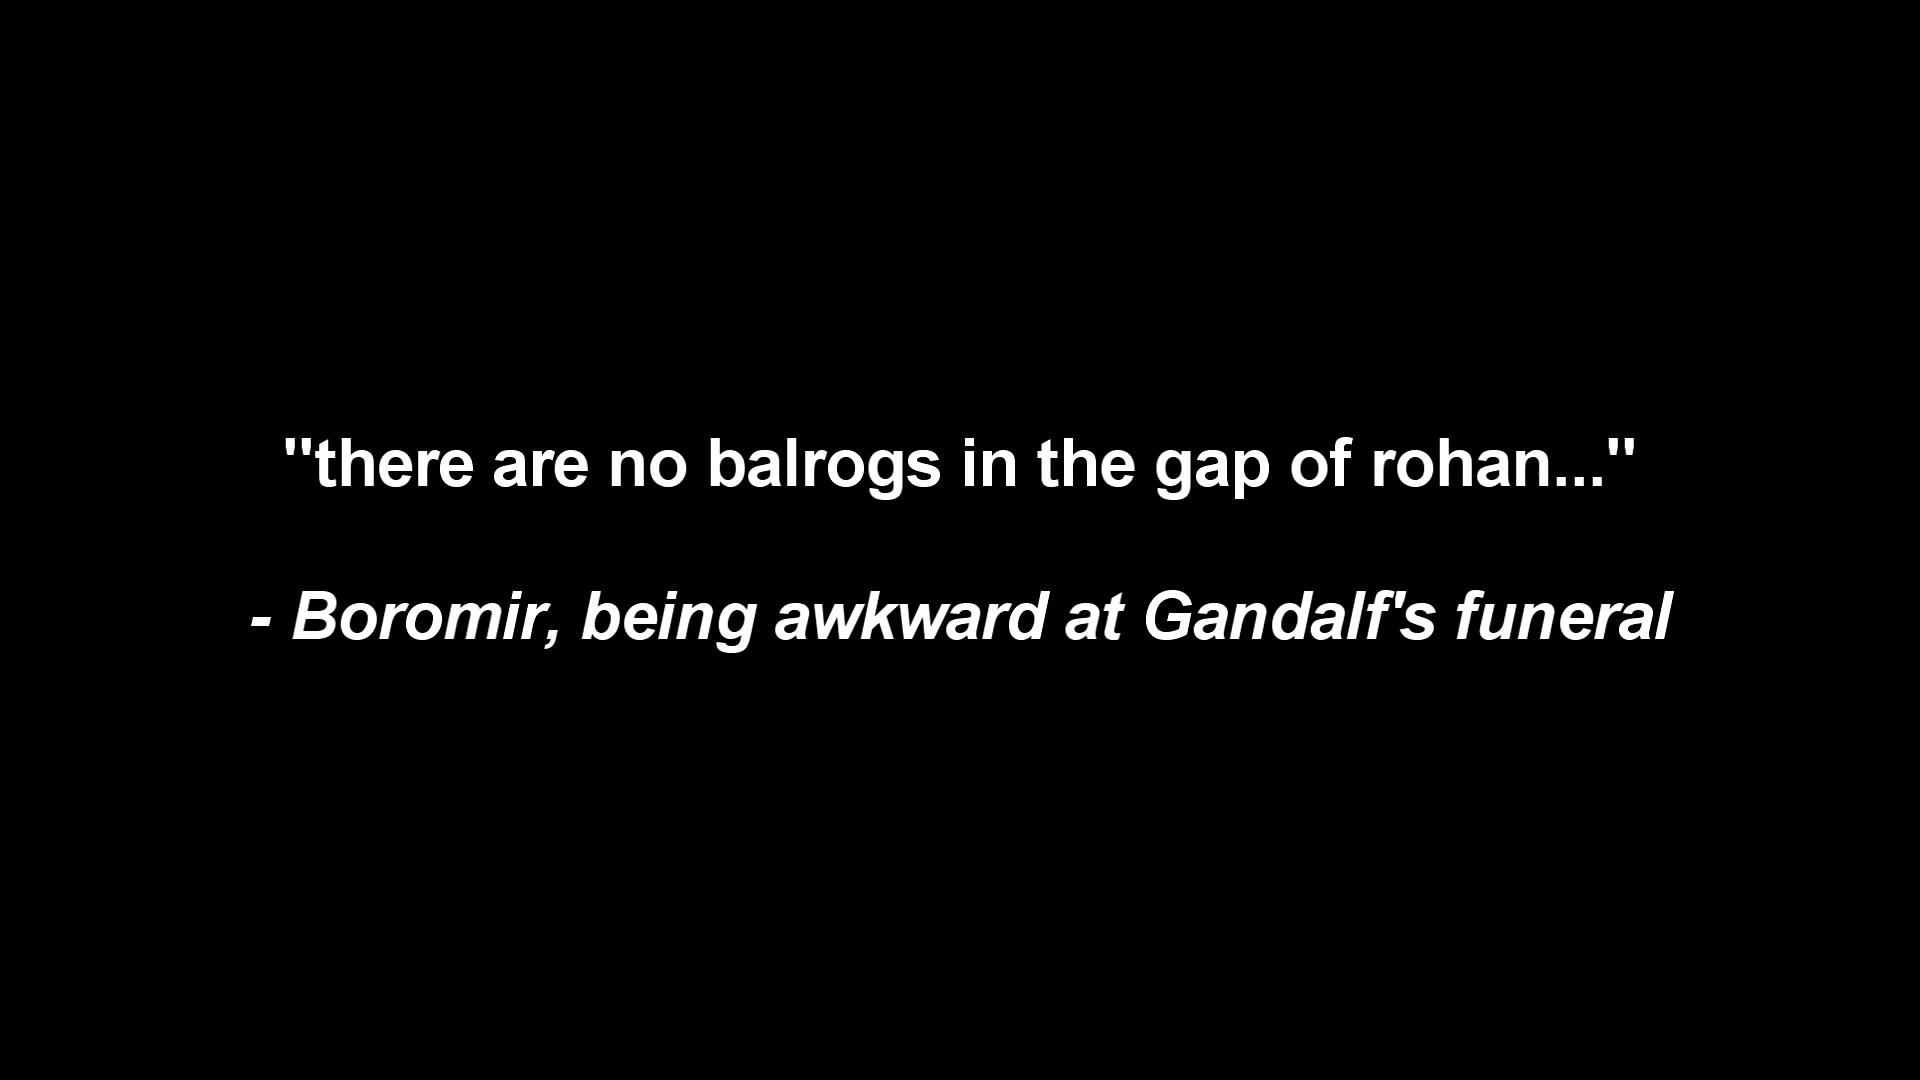 "there are no balrogs in the gap of rohan..."
- Boromir, being awkward at Gandalf's funeral